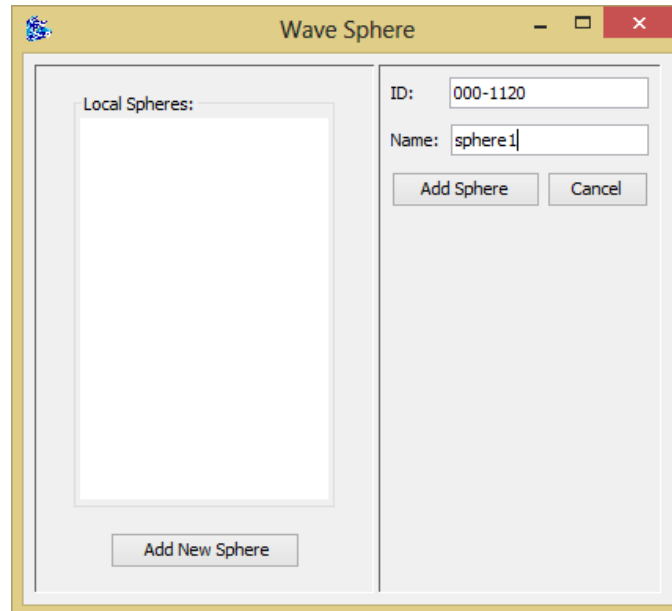 Wave Sphere
Local Spheres:
Add New Sphere
ID: 000-1120
Name: sphere1
Add Sphere Cancel